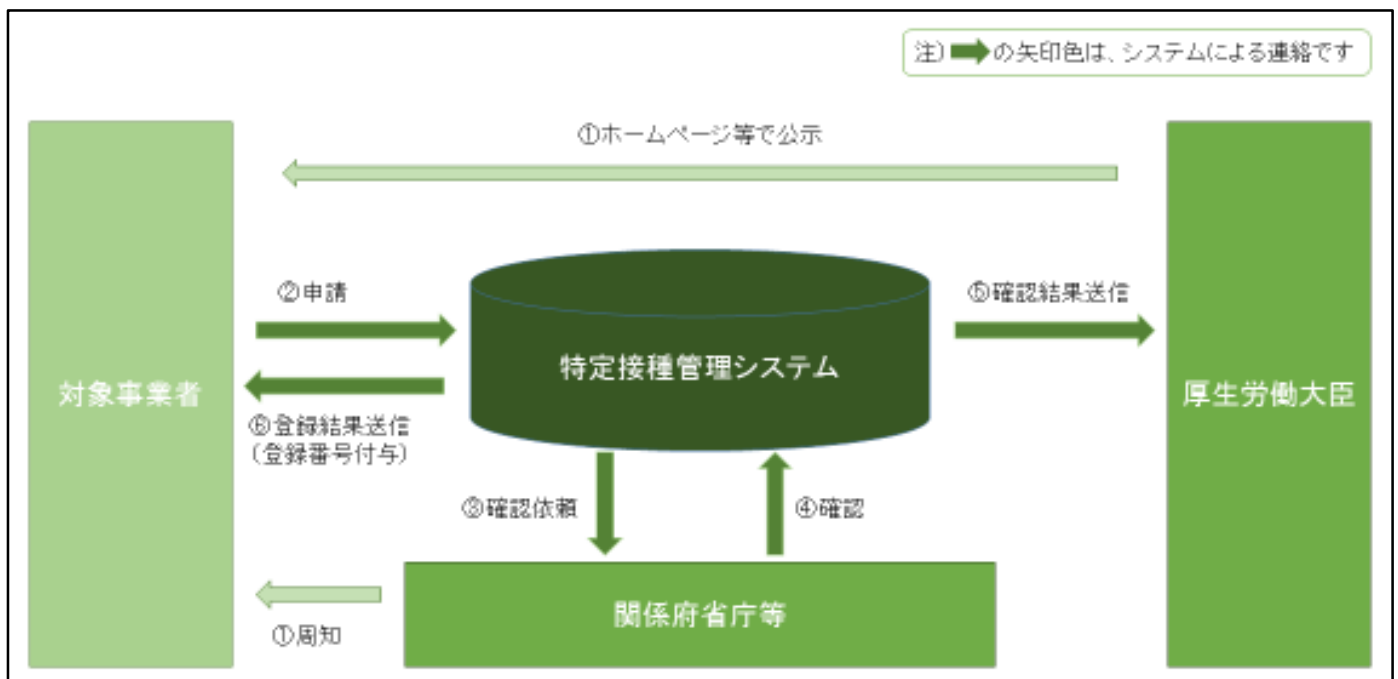 注）の矢印色は、システムによる連絡です
①ホームページ等で公示
②申請
⑤確認結果送信
特定接種管理システム
対象事業者
厚生労働大臣
⑥登録結果送信
（登録番号付与）
③確認依頼
④確認
関係府省庁等
①周知